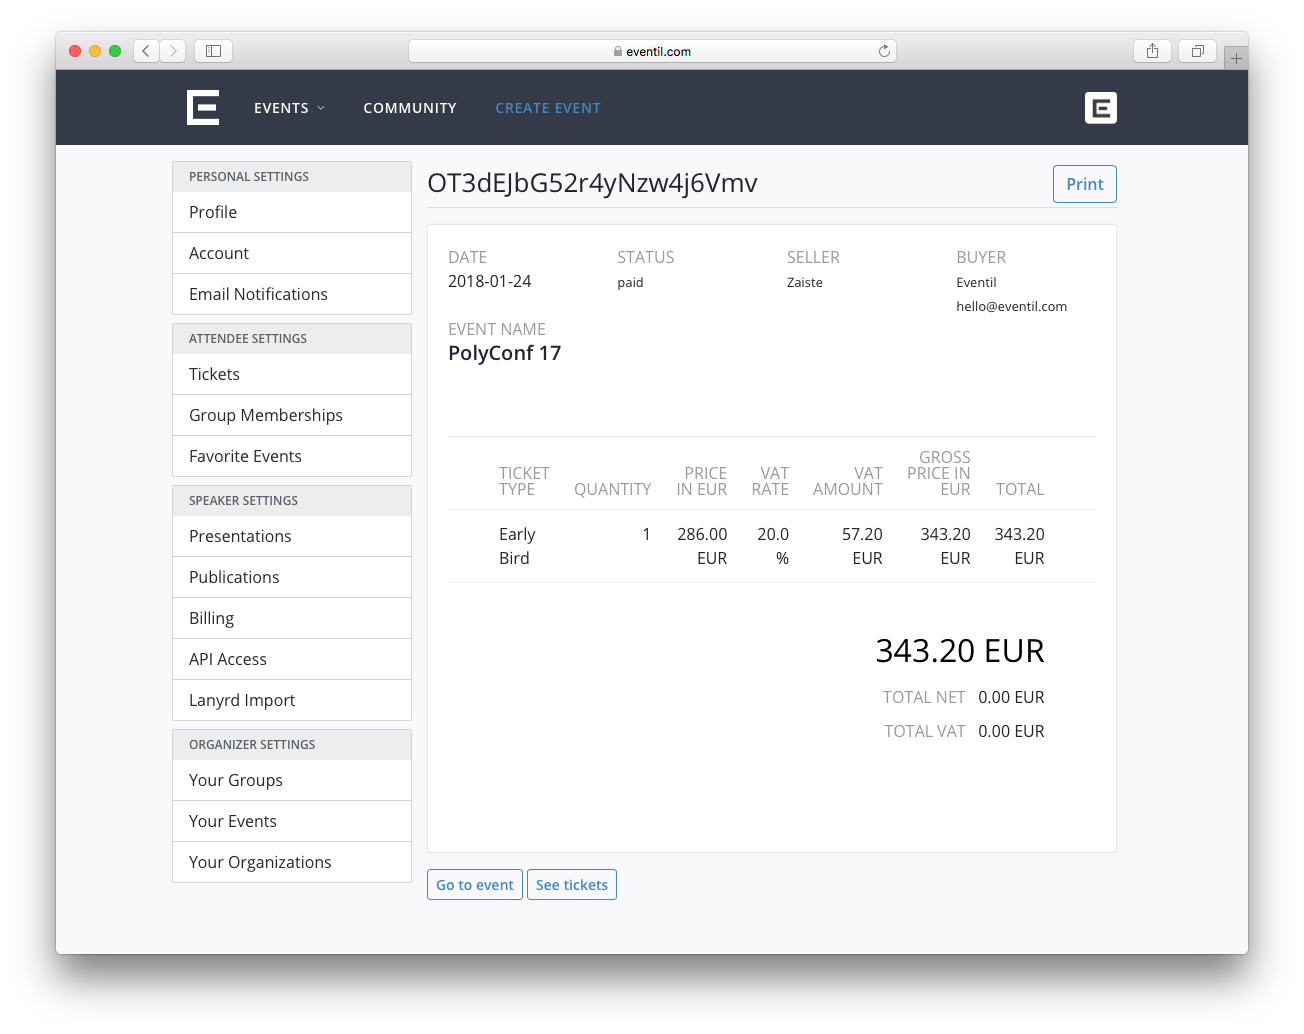 eventil.com
EVENTS
COMMUNITY
CREATE EVENT
PERSONAL SETTINGS
Profile
Account
Email Notifications
ATTENDEE SETTINGS
Tickets
Group Memberships
Favorite Events
SPEAKER SETTINGS
Presentations
Publications
Billing
API Access
Lanyrd Import
ORGANIZER SETTINGS
Your Groups
Your Events
Your Organizations
OT3dEJbG52r4yNzw4j6Vmv
Print
DATE
2018-01-24
STATUS
paid
SELLER
Zaiste
BUYER
Eventil
hello@eventil.com
EVENT NAME
PolyConf 17
TICKET
TYPE
QUANTITY
PRICE
IN EUR
VAT
RATE
VAT
AMOUNT
GROSS
PRICE IN
EUR
TOTAL
Early
Bird
1
286.00
EUR
20.0
%
57.20
EUR
343.20
EUR
343.20
EUR
343.20 EUR
TOTAL NET 0.00 EUR
TOTAL VAT 0.00 EUR
Go to event
See tickets